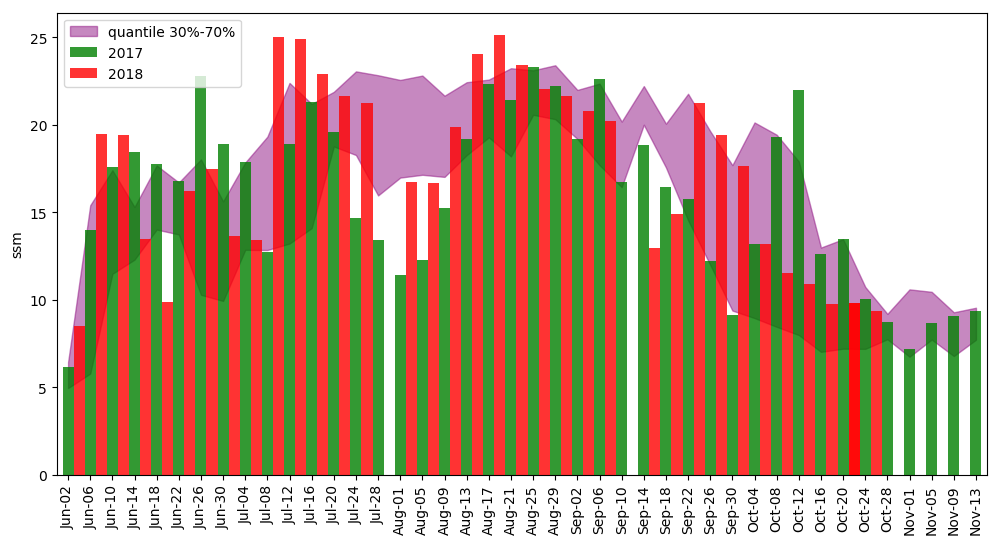 quantile 30%-70%
2017
2018
ssm
25
20
15
10
5
0
Jun-02
Jun-06
Jun-10
Jun-14
Jun-18
Jun-22
Jun-26
Jun-30
Jul-04
Jul-08
Jul-12
Jul-16
Jul-20
Jul-24
Jul-28
Aug-01
Aug-05
Aug-09
Aug-13
Aug-17
Aug-21
Aug-25
Aug-29
Sep-02
Sep-06
Sep-10
Sep-14
Sep-18
Sep-22
Sep-26
Sep-30
Oct-04
Oct-08
Oct-12
Oct-16
Oct-20
Oct-24
Oct-28
Nov-01
Nov-05
Nov-09
Nov-13